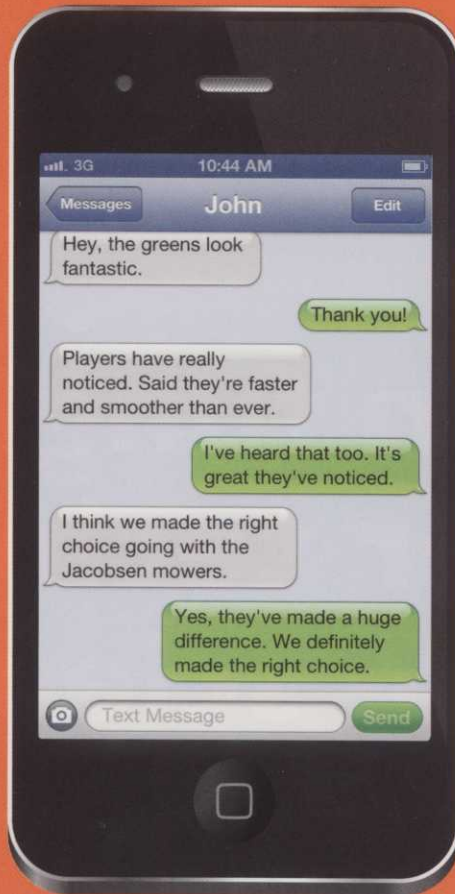 3G 10:44 AM
Messages John Edit
Hey, the greens look
fantastic.
Thank you!
Players have really
noticed. Said they're faster
and smoother than ever.
I've heard that too. It's
great they've noticed.
I think we made the right
choice going with the
Jacobsen mowers.
Yes, they've made a huge
difference. We definitely
made the right choice.
Text Message Send